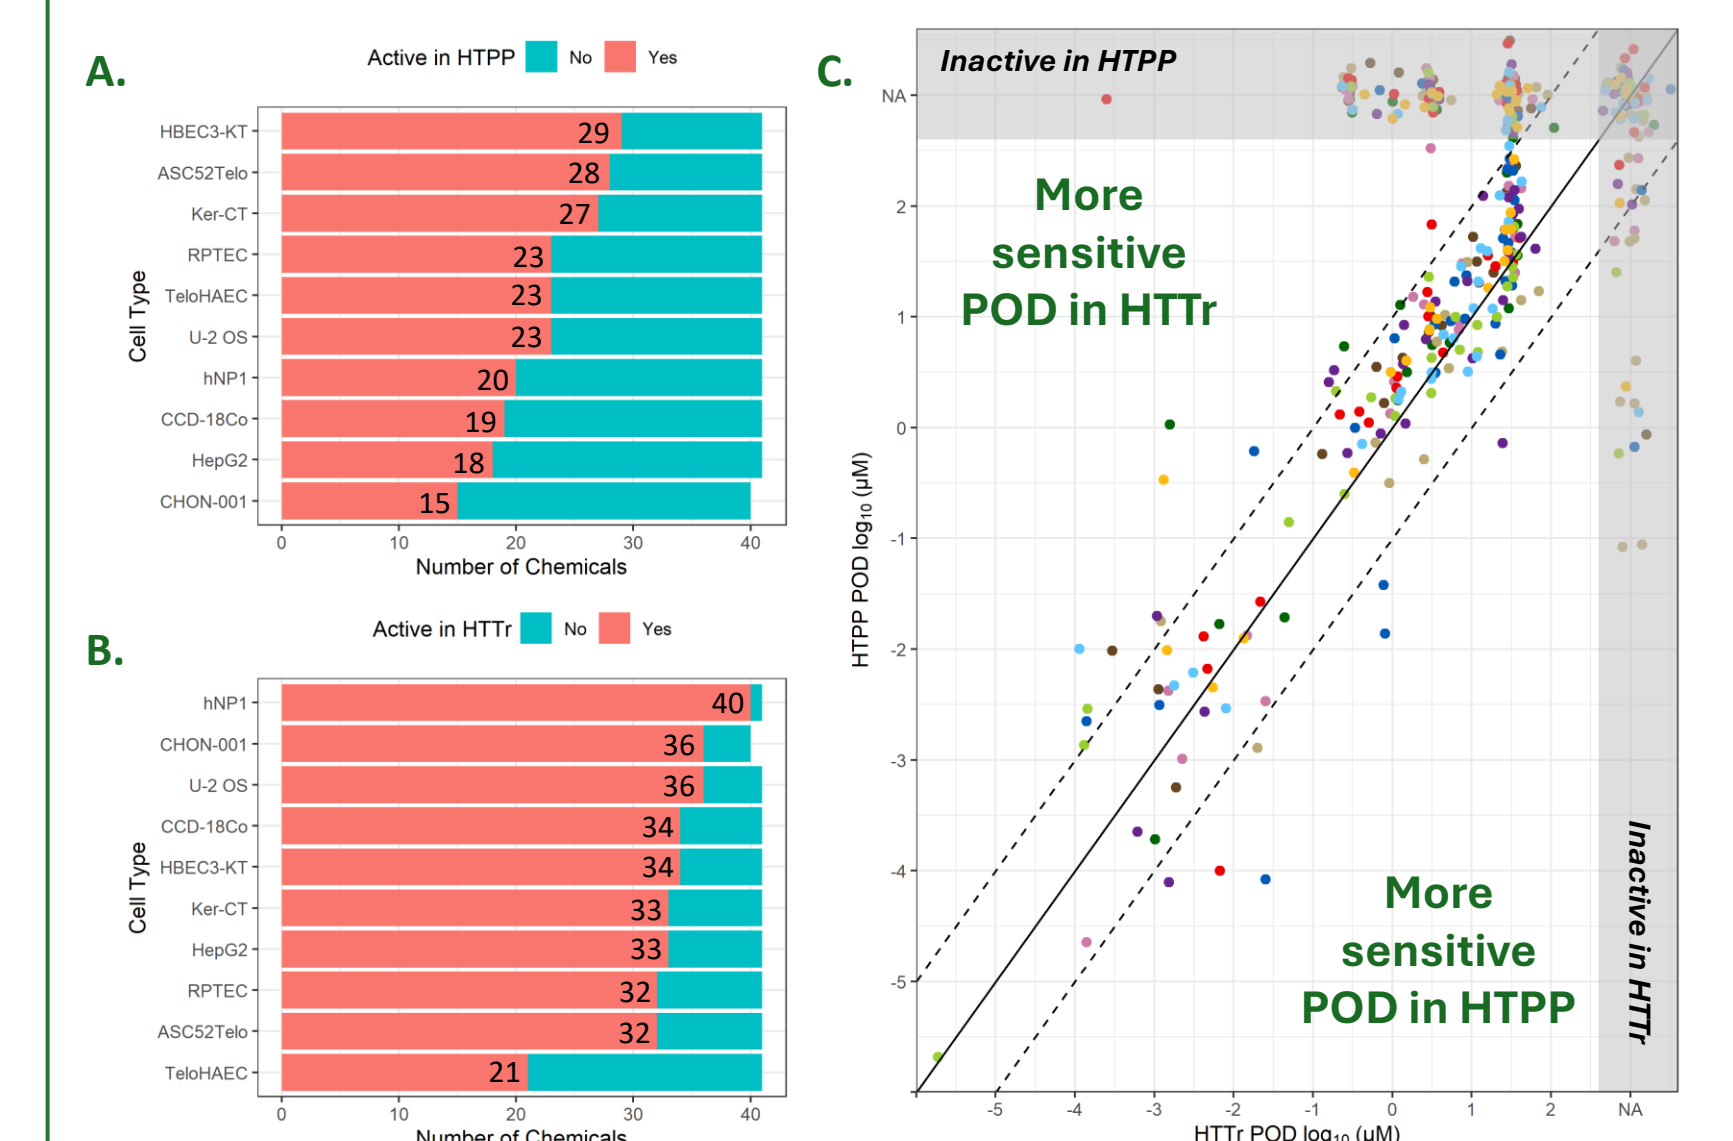 A.
Active in HTPP No Yes
HBEC3-KT 29
ASC52Telo 28
Ker-CT 27
RPTEC 23
TeloHAEC 23
U-2 OS 23
hNP1 20
CCD-18Co 19
HepG2 18
CHON-001 15
Cell Type
0 10 20 30 40
Number of Chemicals
B.
Active in HTTr No Yes
hNP1 40
CHON-001 36
U-2 OS 36
CCD-18Co 34
HBEC3-KT 34
Ker-CT 33
HepG2 33
RPTEC 32
ASC52Telo 32
TeloHAEC 21
Cell Type
0 10 20 30 40
Number of Chemicals
C.
Inactive in HTPP
More
sensitive
POD in HTTr
More
sensitive
POD in HTPP
Inactive in HTTr
HTPP POD log10 (µM)
NA
2
1
0
-1
-2
-3
-4
-5
-5 -4 -3 -2 -1 0 1 2 NA
HTTr POD log10 (µM)